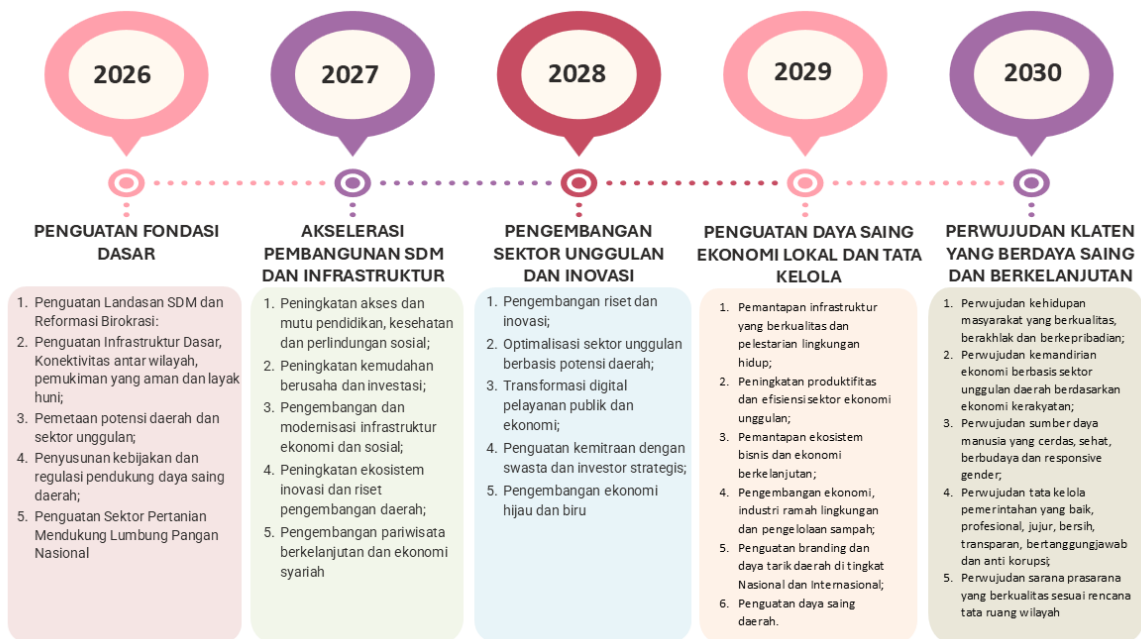 2026
2027
2028
2029
2030
PENGUATAN FONDASI
DASAR
1. Penguatan Landasan SDM dan
Reformasi Birokrasi:
2. Penguatan Infrastruktur Dasar,
Konektivitas antar wilayah,
pemukiman yang aman dan layak
huni;
3. Pemetaan potensi daerah dan
sektor unggulan;
4. Penyusunan kebijakan dan
regulasi pendukung daya saing
daerah;
5. Penguatan Sektor Pertanian
Mendukung Lumbung Pangan
Nasional
AKSELERASI
PEMBANGUNAN SDM
DAN INFRASTRUKTUR
1. Peningkatan akses dan
mutu pendidikan, kesehatan
dan perlindungan sosial;
2. Peningkatan kemudahan
berusaha dan investasi;
3. Pengembangan dan
modernisasi infrastruktur
ekonomi dan sosial;
4. Peningkatan ekosistem
inovasi dan riset
pengembangan daerah;
5. Pengembangan pariwisata
berkelanjutan dan ekonomi
syariah
PENGEMBANGAN
SEKTOR UNGGULAN
DAN INOVASI
1. Pengembangan riset dan
inovasi;
2. Optimalisasi sektor unggulan
berbasis potensi daerah;
3. Transformasi digital
pelayanan publik dan
ekonomi;
4. Penguatan kemitraan dengan
swasta dan investor strategis;
5. Pengembangan ekonomi
hijau dan biru
PENGUATAN DAYA SAING
EKONOMI LOKAL DAN TATA
KELOLA
1. Pemantapan infrastruktur
yang berkualitas dan
pelestarian lingkungan
hidup;
2. Peningkatan produktifitas
dan efisiensi sektor ekonomi
unggulan;
3. Pemantapan ekosistem
bisnis dan ekonomi
berkelanjutan;
4. Pengembangan ekonomi,
industri ramah lingkungan
dan pengelolaan sampah;
5. Penguatan branding dan
daya tarik daerah di tingkat
Nasional dan Internasional;
6. Penguatan daya saing
daerah.
PERWUJUDAN KLATEN
YANG BERDAYA SAING
DAN BERKELANJUTAN
1. Perwujudan kehidupan
masyarakat yang berkualitas,
berakhlak dan berkepribadian;
2. Perwujudan kemandirian
ekonomi berbasis sektor
unggulan daerah berdasarkan
ekonomi kerakyatan;
3. Perwujudan sumber daya
manusia yang cerdas, sehat,
berbudaya dan responsive
gender;
4. Perwujudan tata kelola
pemerintahan yang baik,
profesional, jujur, bersih,
transparan, bertanggungjawab
dan anti korupsi;
5. Perwujudan sarana prasarana
yang berkualitas sesuai rencana
tata ruang wilayah